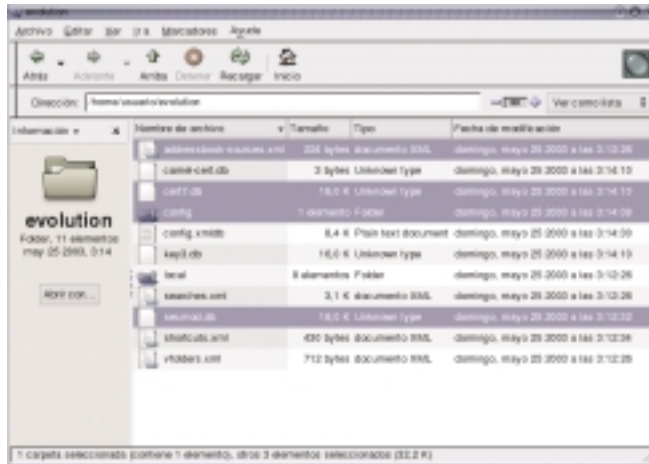 evolution
Archivo Editar Ver Ir a Marcadores Ayuda
Atrás Adelante Arriba Detener Recargar Inicio
Dirección: /home/usuario/evolution Ver como lista
Información x Nombre de archivo Tamaño Tipo Fecha de modificación
addressbook-sources.xml 224 bytes documento XML domingo, mayo 25 2003 a las 3:12:26
camel-cert.db 3 bytes Unknown type domingo, mayo 25 2003 a las 3:14:10
cert7.db 16,0 K Unknown type domingo, mayo 25 2003 a las 3:14:10
config 1 elemento Folder domingo, mayo 25 2003 a las 3:14:09
config.xmldb 8,4 K Plain text document domingo, mayo 25 2003 a las 3:14:30
key3.db 16,0 K Unknown type domingo, mayo 25 2003 a las 3:14:10
local 8 elementos Folder domingo, mayo 25 2003 a las 3:12:26
searches.xml 3,1 K documento XML domingo, mayo 25 2003 a las 3:12:26
secmod.db 16,0 K Unknown type domingo, mayo 25 2003 a las 3:12:32
shortcuts.xml 430 bytes documento XML domingo, mayo 25 2003 a las 3:12:34
vfolders.xml 712 bytes documento XML domingo, mayo 25 2003 a las 3:12:26
evolution
Folder, 11 elementos
may 25 2003, 3:14
Abrir con...
1 carpeta seleccionada (contiene 1 elemento), otros 3 elementos seleccionados (32,2 K)